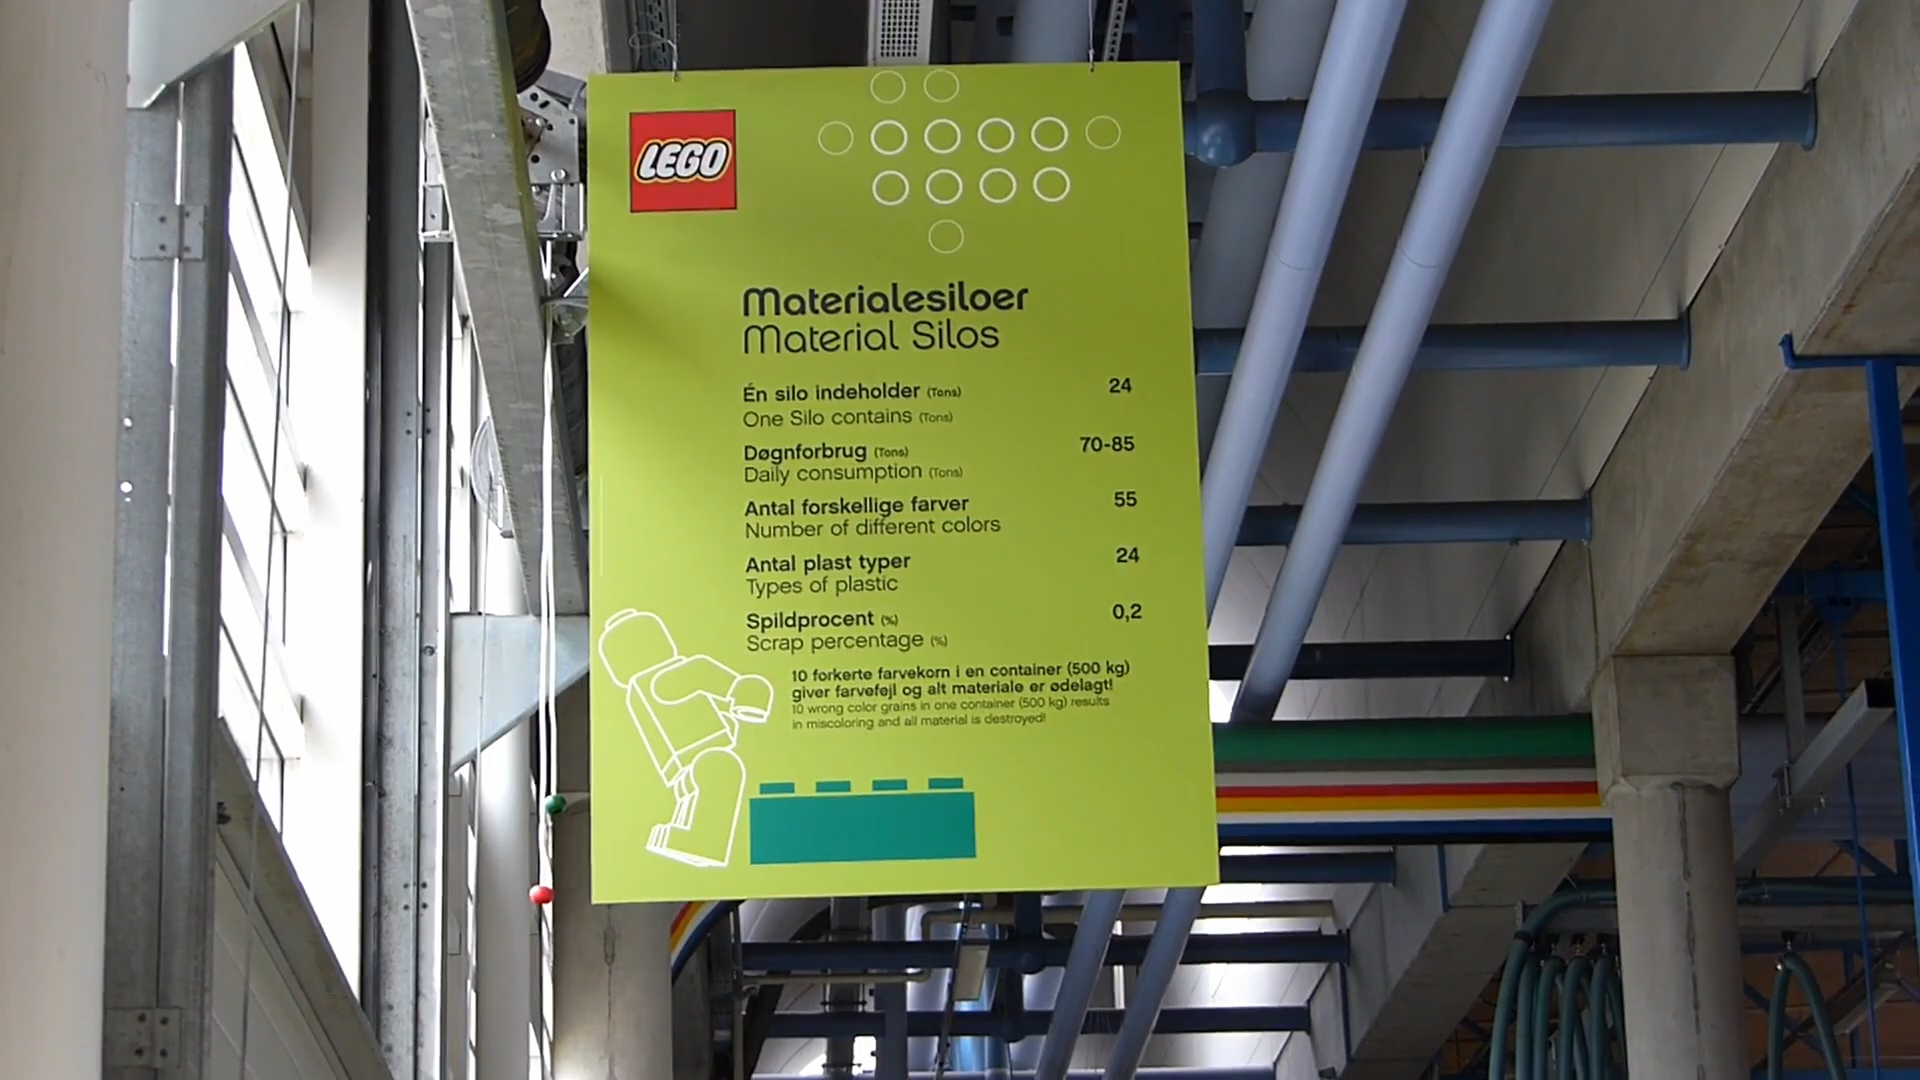 LEGO
Materialesiloer
Material Silos
Én silo indeholder (Tons) 24
One Silo contains (Tons)
Døgnforbrug (Tons) 70-85
Daily consumption (Tons)
Antal forskellige farver 55
Number of different colors
Antal plast typer 24
Types of plastic
Spildprocent (%) 0,2
Scrap percentage (%)
10 forkerte farvekorn i en container (500 kg)
giver farvefejl og alt materiale er ødelagt!
10 wrong color grains in one container (500 kg) results
in miscoloring and all material is destroyed!